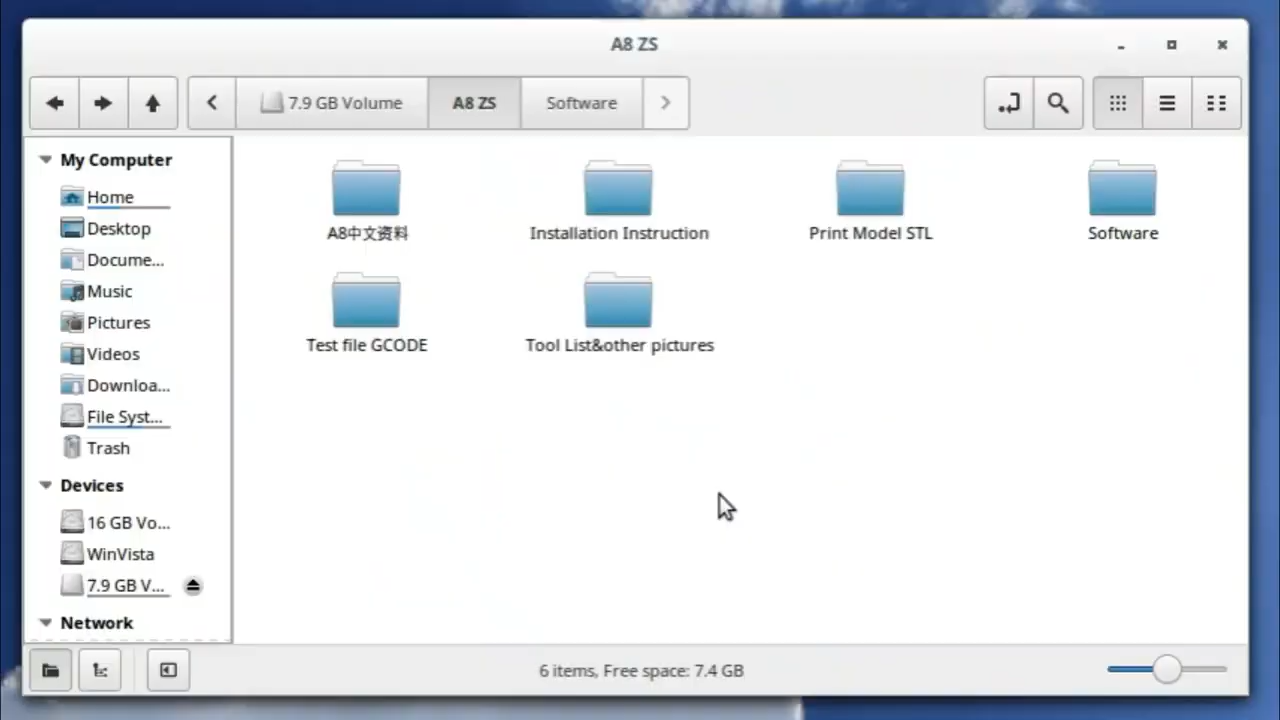 A8 ZS
7.9 GB Volume
A8 ZS
Software
My Computer
Home
Desktop
Docume...
Music
Pictures
Videos
Downloa...
File Syst...
Trash
Devices
16 GB Vo...
WinVista
7.9 GB V...
Network
A8中文资料
Installation Instruction
Print Model STL
Software
Test file GCODE
Tool List&other pictures
6 items, Free space: 7.4 GB